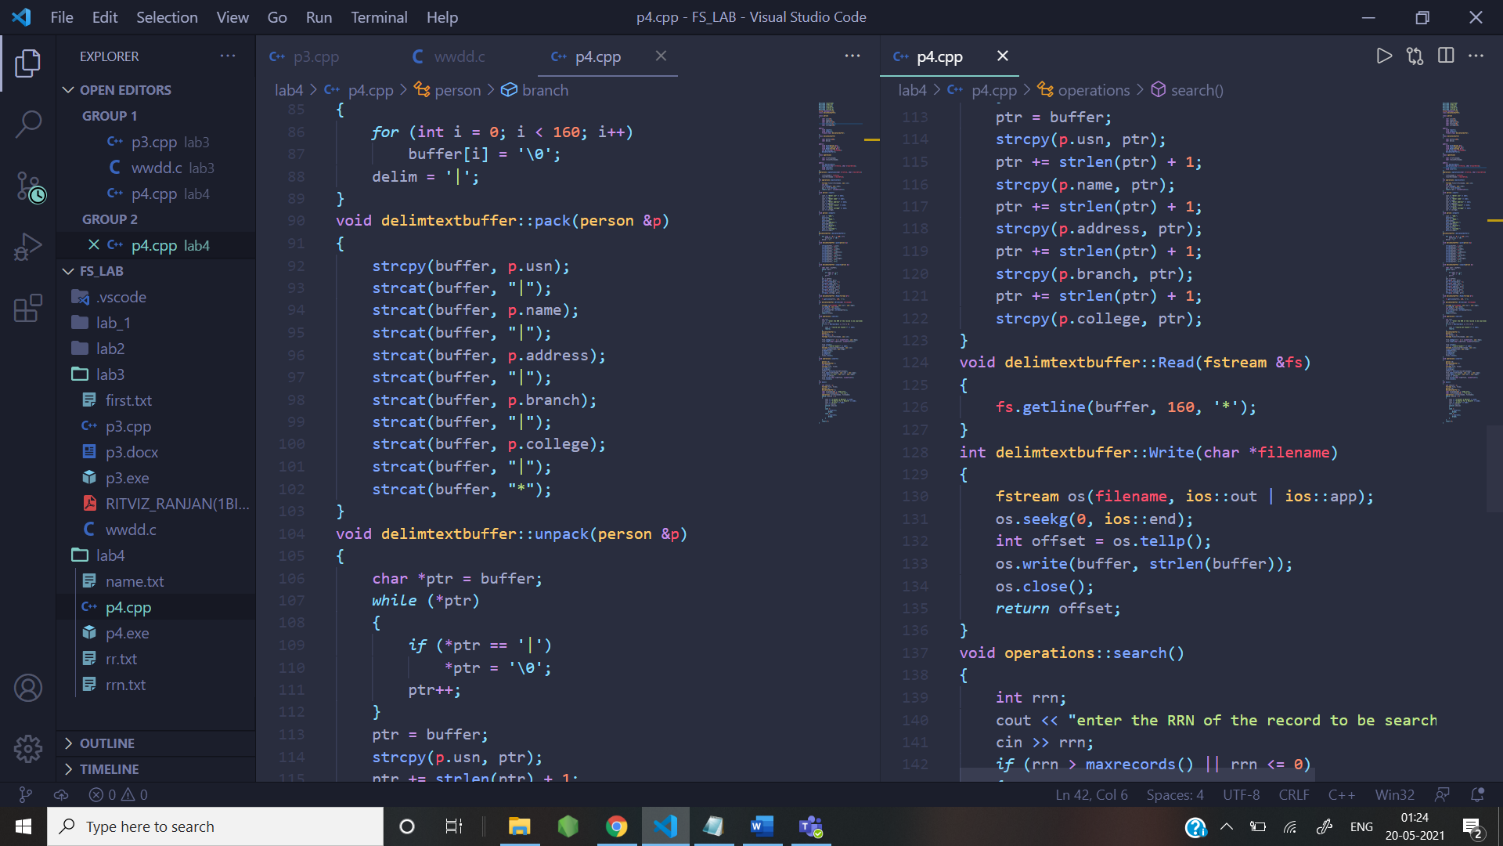 File Edit Selection View Go Run Terminal Help
p4.cpp - FS_LAB - Visual Studio Code
EXPLORER
OPEN EDITORS
GROUP 1
p3.cpp lab3
wwdd.c lab3
p4.cpp lab4
GROUP 2
p4.cpp lab4
FS_LAB
.vscode
lab_1
lab2
lab3
first.txt
p3.cpp
p3.docx
p3.exe
RITVIZ_RANJAN(1BI...
wwdd.c
lab4
name.txt
p4.cpp
p4.exe
rr.txt
rrn.txt
OUTLINE
TIMELINE
p3.cpp wwdd.c p4.cpp
lab4 > p4.cpp > person > branch
85 {
86 for (int i = 0; i < 160; i++)
87 buffer[i] = '\0';
88 delim = '|';
89 }
90 void delimtextbuffer::pack(person &p)
91 {
92 strcpy(buffer, p.usn);
93 strcat(buffer, "|");
94 strcat(buffer, p.name);
95 strcat(buffer, "|");
96 strcat(buffer, p.address);
97 strcat(buffer, "|");
98 strcat(buffer, p.branch);
99 strcat(buffer, "|");
100 strcat(buffer, p.college);
101 strcat(buffer, "|");
102 strcat(buffer, "*");
103 }
104 void delimtextbuffer::unpack(person &p)
105 {
106 char *ptr = buffer;
107 while (*ptr)
108 {
109 if (*ptr == '|')
110 *ptr = '\0';
111 ptr++;
112 }
113 ptr = buffer;
114 strcpy(p.usn, ptr);
115 ptr += strlen(ptr) + 1;
p4.cpp
lab4 > p4.cpp > operations > search()
113 ptr = buffer;
114 strcpy(p.usn, ptr);
115 ptr += strlen(ptr) + 1;
116 strcpy(p.name, ptr);
117 ptr += strlen(ptr) + 1;
118 strcpy(p.address, ptr);
119 ptr += strlen(ptr) + 1;
120 strcpy(p.branch, ptr);
121 ptr += strlen(ptr) + 1;
122 strcpy(p.college, ptr);
123 }
124 void delimtextbuffer::Read(fstream &fs)
125 {
126 fs.getline(buffer, 160, '*');
127 }
128 int delimtextbuffer::Write(char *filename)
129 {
130 fstream os(filename, ios::out | ios::app);
131 os.seekg(0, ios::end);
132 int offset = os.tellp();
133 os.write(buffer, strlen(buffer));
134 os.close();
135 return offset;
136 }
137 void operations::search()
138 {
139 int rrn;
140 cout << "enter the RRN of the record to be search
141 cin >> rrn;
142 if (rrn > maxrecords() || rrn <= 0)
0 0
Ln 42, Col 6 Spaces: 4 UTF-8 CRLF C++ Win32
Type here to search
ENG
01:24
20-05-2021
2